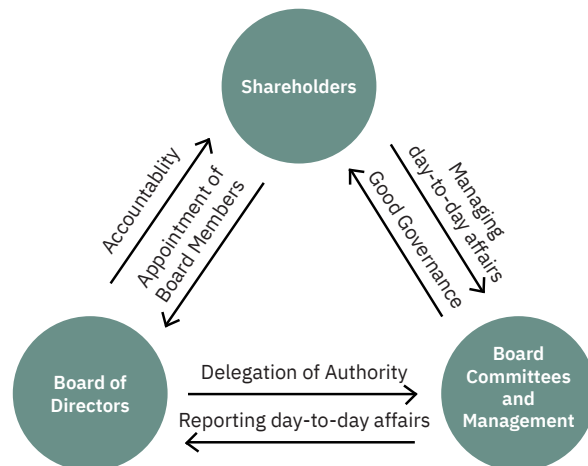 Shareholders
Accountablity
Appointment of
Board Members
Managing
day-to-day affairs
Good Governance
Board of
Directors
Delegation of Authority
Reporting day-to-day affairs
Board
Committees
and
Management